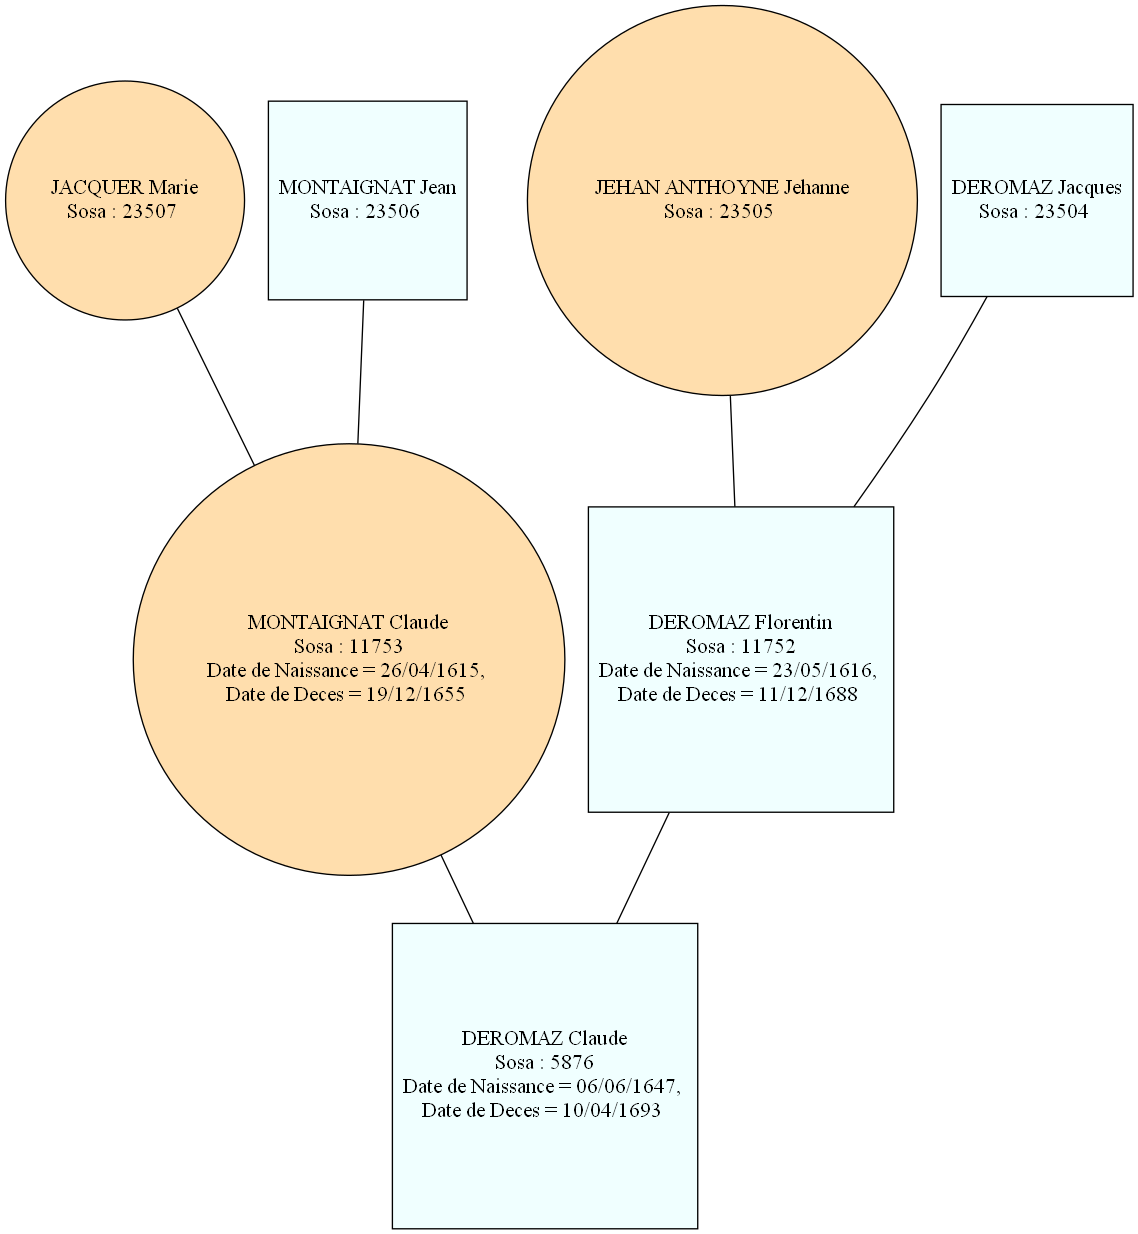 JACQUER Marie
Sosa : 23507
MONTAIGNAT Jean
Sosa : 23506
JEHAN ANTHOYNE Jehanne
Sosa : 23505
DEROMAZ Jacques
Sosa : 23504
MONTAIGNAT Claude
Sosa : 11753
Date de Naissance = 26/04/1615,
Date de Deces = 19/12/1655
DEROMAZ Florentin
Sosa : 11752
Date de Naissance = 23/05/1616,
Date de Deces = 11/12/1688
DEROMAZ Claude
Sosa : 5876
Date de Naissance = 06/06/1647,
Date de Deces = 10/04/1693